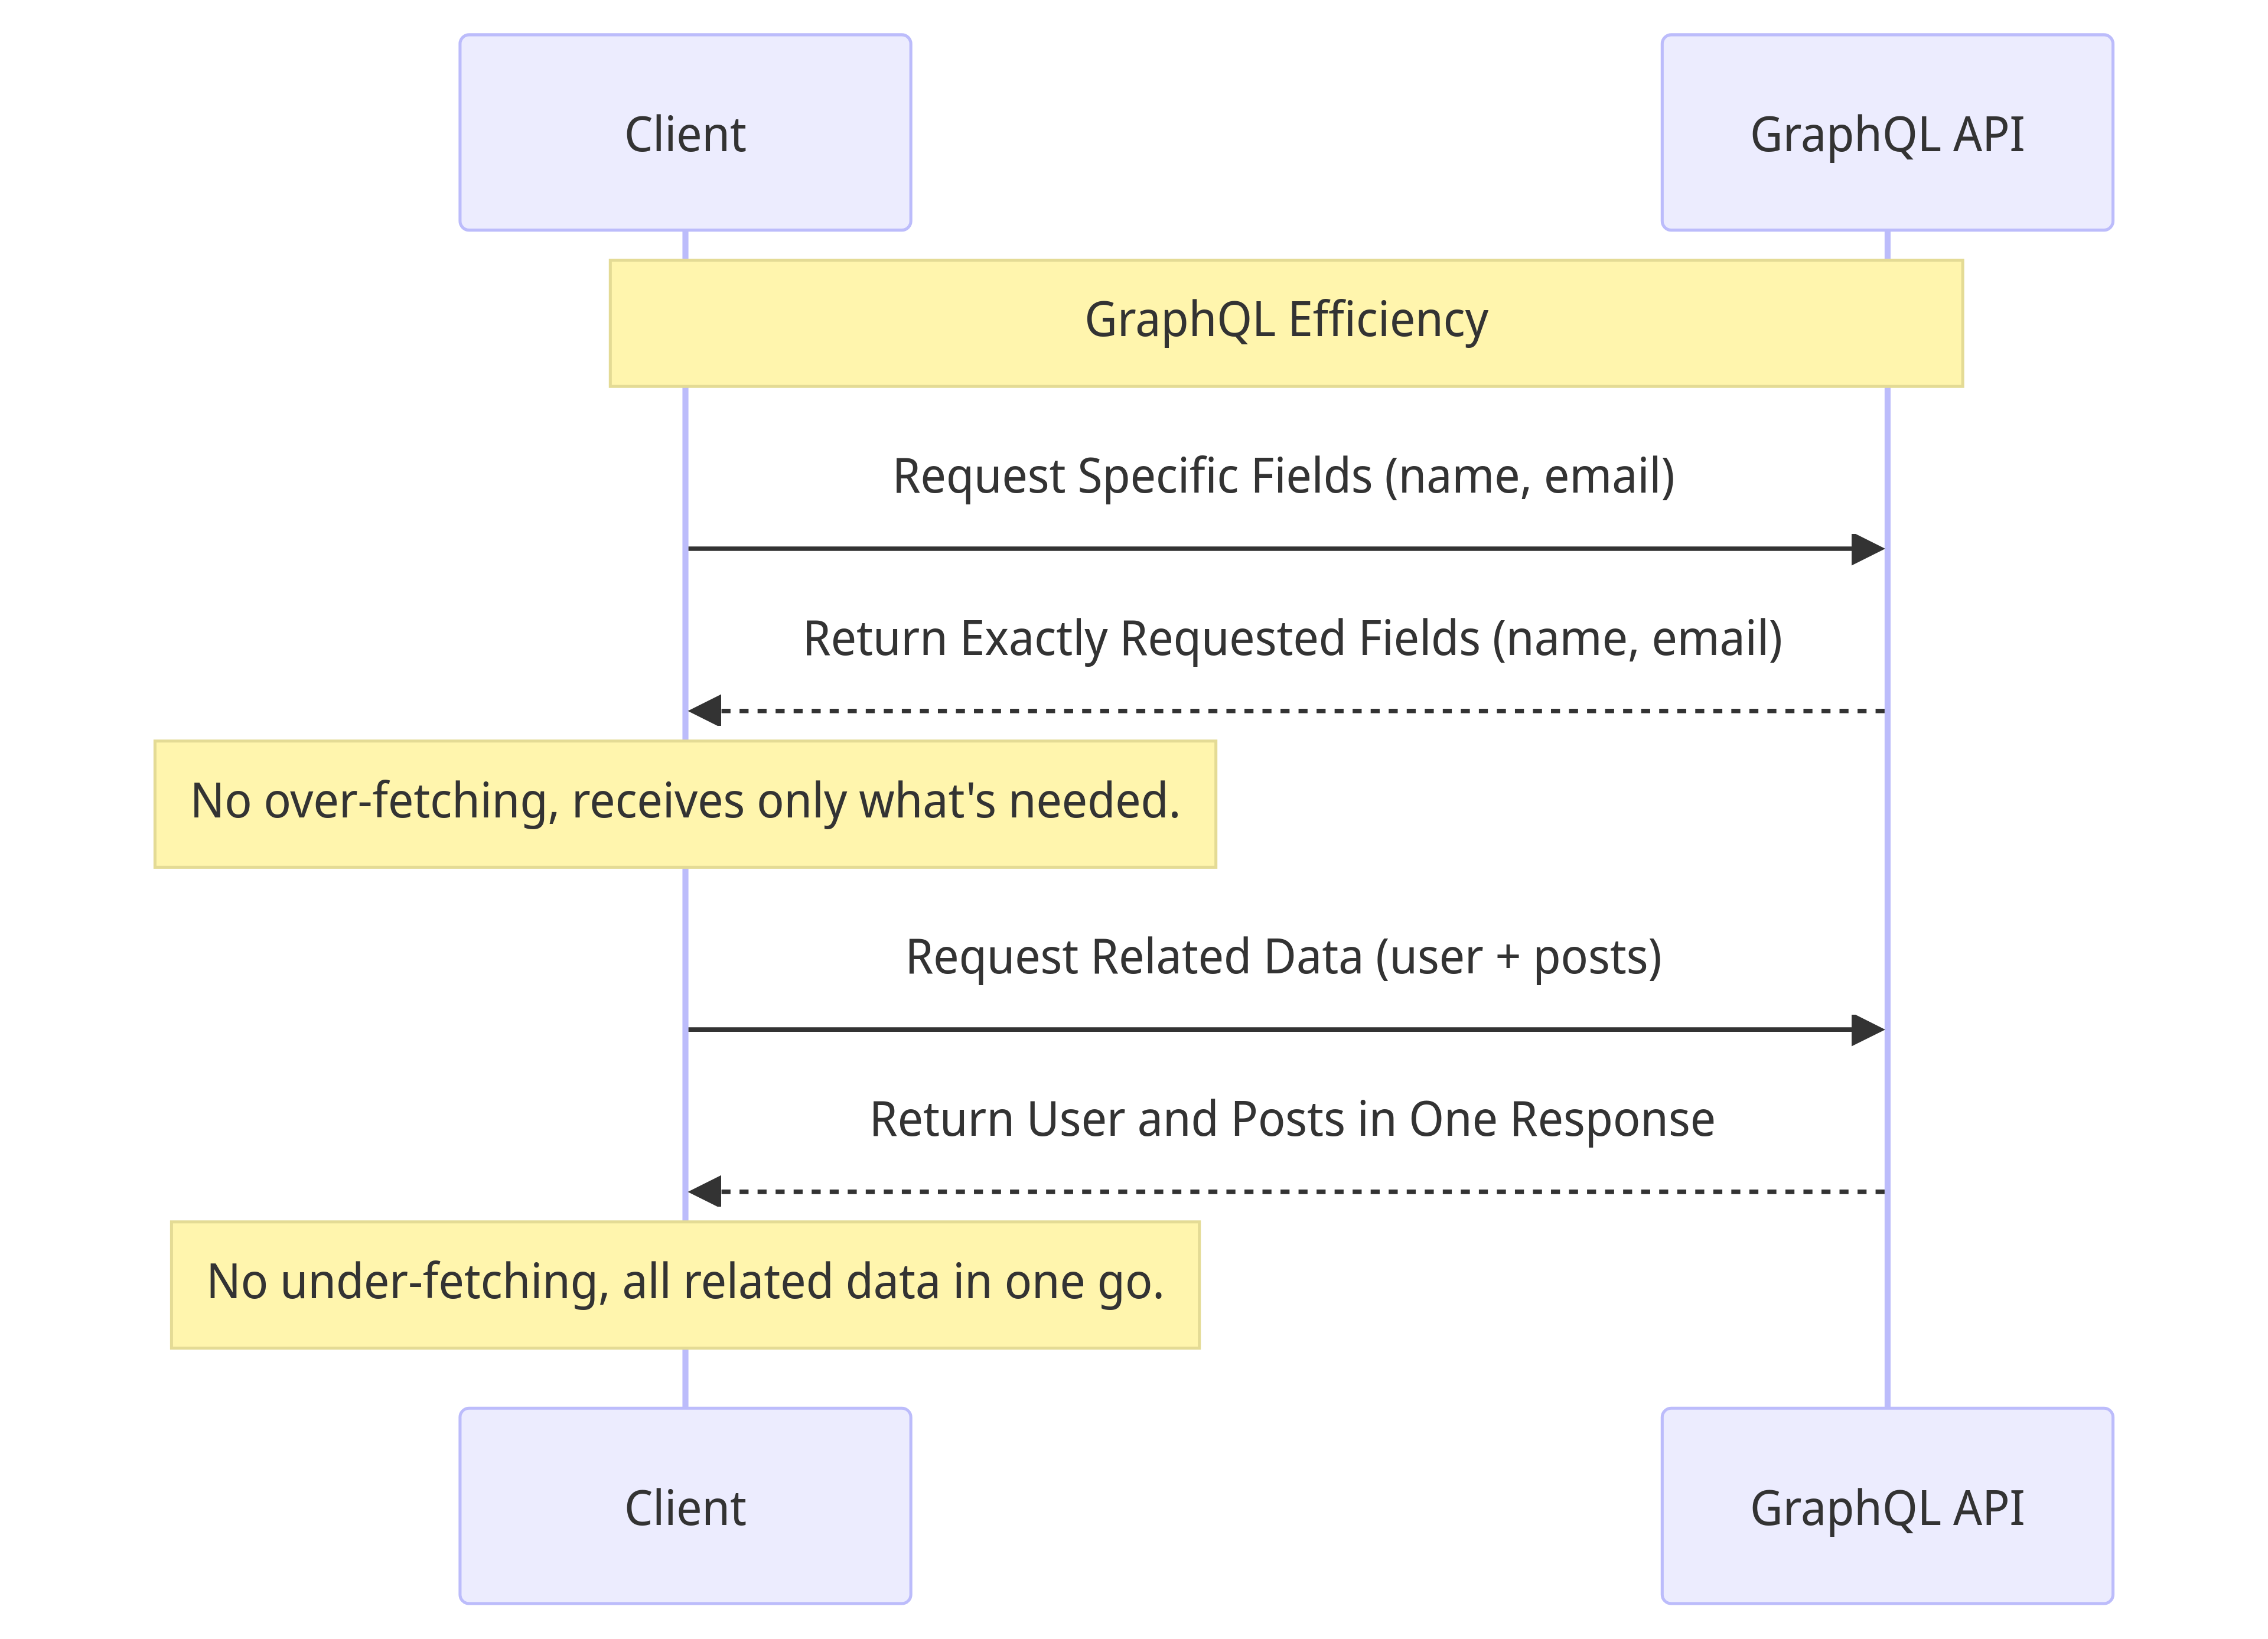 Client
GraphQL API
GraphQL Efficiency
Request Specific Fields (name, email)
Return Exactly Requested Fields (name, email)
No over-fetching, receives only what's needed.
Request Related Data (user + posts)
Return User and Posts in One Response
No under-fetching, all related data in one go.
Client
GraphQL API